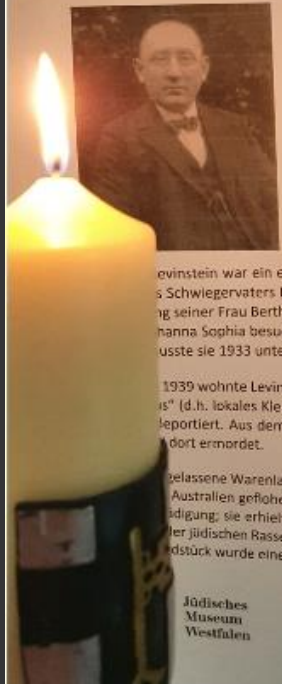 evinstein war ein e
s Schwiegervaters
ng seiner Frau Berth
hanna Sophia besu
usste sie 1933 unte
1939 wohnte Levin
s" (d.h. lokales Kle
deportiert. Aus dem
dort ermordet.
gelassene Warenla
Australien geflohe
ädigung; sie erhiel
der jüdischen Rasse
dstück wurde eine
Jüdisches
Museum
Westfalen